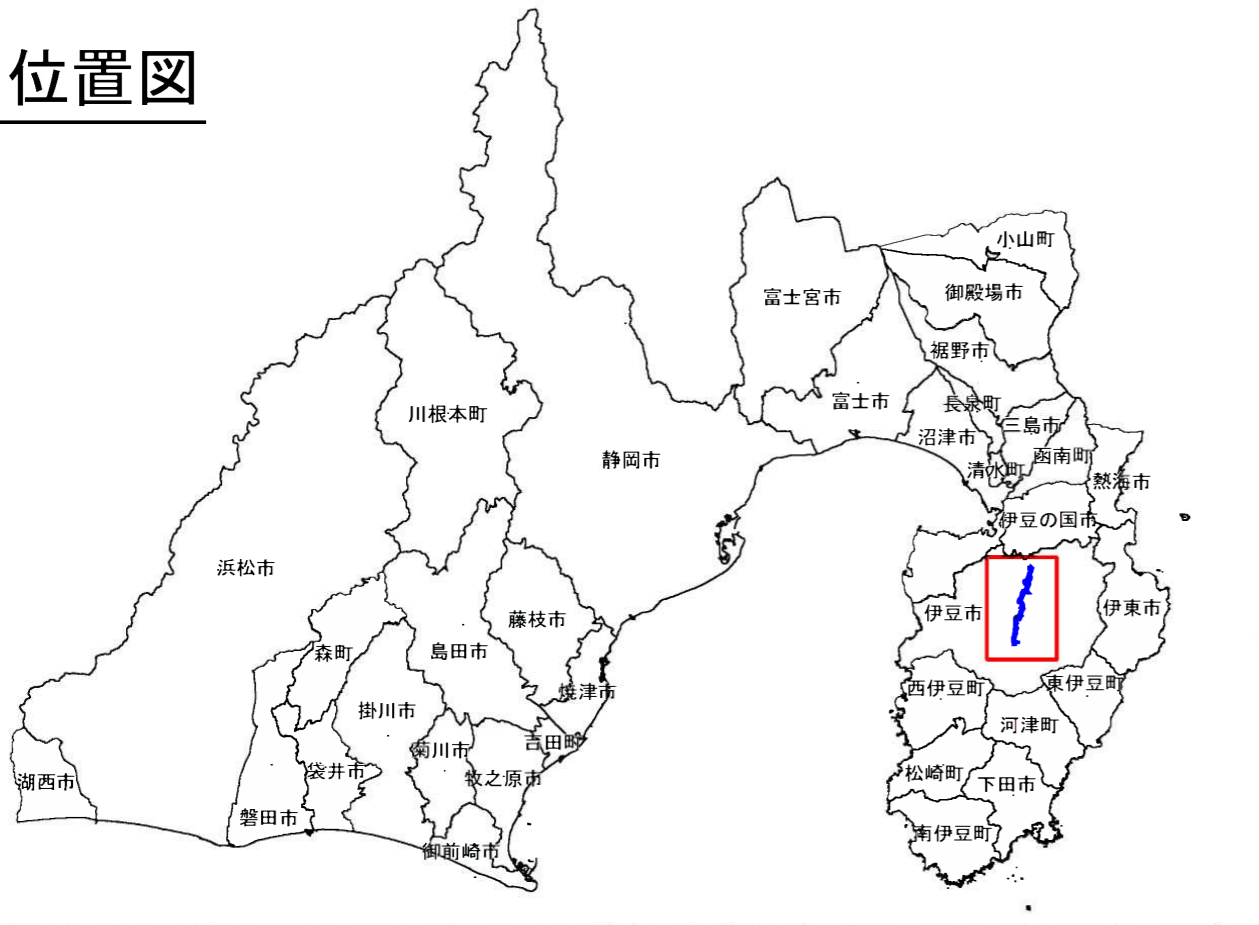 位置図
小山町
御殿場市
富士宮市
裾野市
富士市
長泉町
川根本町
三島市
沼津市
函南町
静岡市
清水町
熱海市
伊豆の国市
浜松市
伊豆市
伊東市
藤枝市
島田市
森町
東伊豆町
西伊豆町
焼津市
掛川市
河津町
吉田町
菊川市
袋井市
松崎町
牧之原市
湖西市
下田市
磐田市
南伊豆町
御前崎市